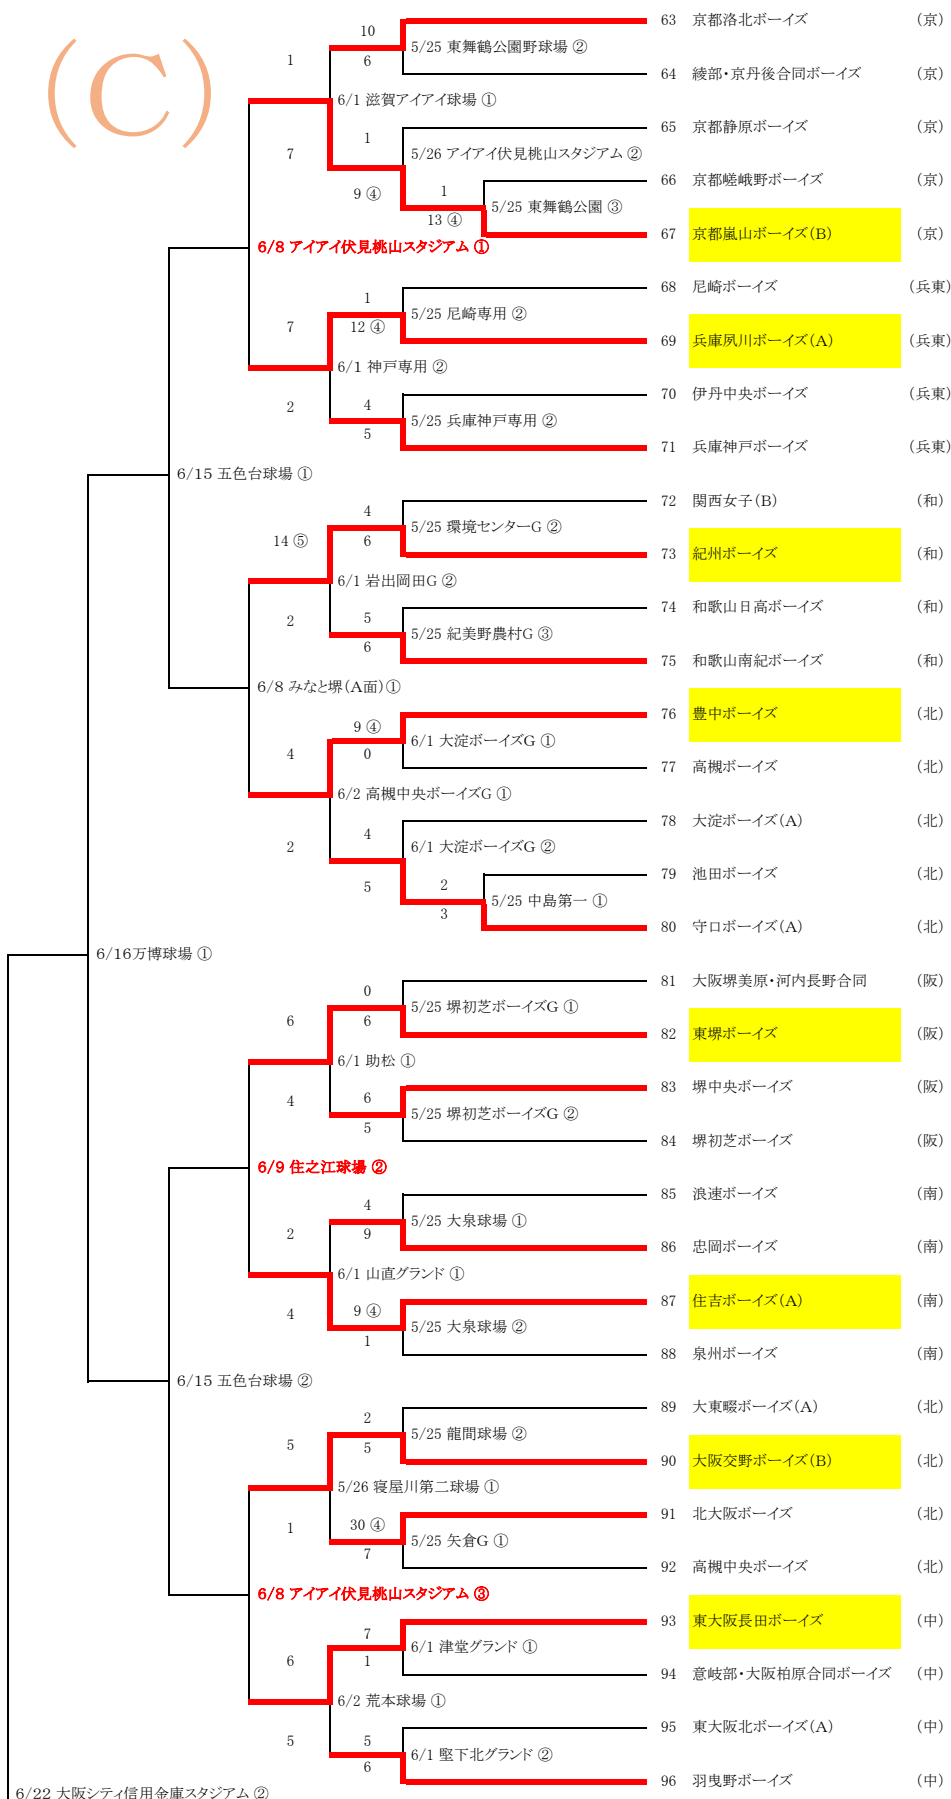 (C)
63 京都洛北ボーイズ (京)
10
5/25 東舞鶴公園野球場 ②
6
1
64 綾部・京丹後合同ボーイズ (京)
6/1 滋賀アイアイ球場 ①
65 京都静原ボーイズ (京)
1
7
5/26 アイアイ伏見桃山スタジアム ②
66 京都嵯峨野ボーイズ (京)
9 ④
1
5/25 東舞鶴公園 ③
13 ④
67 京都嵐山ボーイズ(B) (京)
6/8 アイアイ伏見桃山スタジアム ①
68 尼崎ボーイズ (兵東)
1
5/25 尼崎専用 ②
7
12 ④
69 兵庫夙川ボーイズ(A) (兵東)
6/1 神戸専用 ②
70 伊丹中央ボーイズ (兵東)
2
4
5/25 兵庫神戸専用 ②
5
71 兵庫神戸ボーイズ (兵東)
6/15 五色台球場 ①
72 関西女子(B) (和)
4
5/25 環境センターG ②
14 ⑤
6
73 紀州ボーイズ (和)
6/1 岩出岡田G ②
74 和歌山日高ボーイズ (和)
2
5
5/25 紀美野農村G ③
6
75 和歌山南紀ボーイズ (和)
6/8 みなと堺(A面)①
76 豊中ボーイズ (北)
9 ④
6/1 大淀ボーイズG ①
4
0
77 高槻ボーイズ (北)
6/2 高槻中央ボーイズG ①
78 大淀ボーイズ(A) (北)
4
2
6/1 大淀ボーイズG ②
79 池田ボーイズ (北)
5
2
5/25 中島第一 ①
3
80 守口ボーイズ(A) (北)
6/16万博球場 ①
81 大阪堺美原・河内長野合同 (阪)
0
5/25 堺初芝ボーイズG ①
6
6
82 東堺ボーイズ (阪)
6/1 助松 ①
83 堺中央ボーイズ (阪)
4
6
5/25 堺初芝ボーイズG ②
5
84 堺初芝ボーイズ (阪)
6/9 住之江球場 ②
85 浪速ボーイズ (南)
4
5/25 大泉球場 ①
2
9
86 忠岡ボーイズ (南)
6/1 山直グランド ①
87 住吉ボーイズ(A) (南)
4
9 ④
5/25 大泉球場 ②
1
88 泉州ボーイズ (南)
6/15 五色台球場 ②
89 大東畷ボーイズ(A) (北)
2
5/25 龍間球場 ②
5
5
90 大阪交野ボーイズ(B) (北)
5/26 寝屋川第二球場 ①
91 北大阪ボーイズ (北)
1
30 ④
5/25 矢倉G ①
7
92 高槻中央ボーイズ (北)
6/8 アイアイ伏見桃山スタジアム ③
93 東大阪長田ボーイズ (中)
7
6/1 津堂グランド ①
6
1
94 意岐部・大阪柏原合同ボーイズ (中)
6/2 荒本球場 ①
95 東大阪北ボーイズ(A) (中)
5
5
6/1 堅下北グランド ②
6
96 羽曳野ボーイズ (中)
6/22 大阪シティ信用金庫スタジアム ②